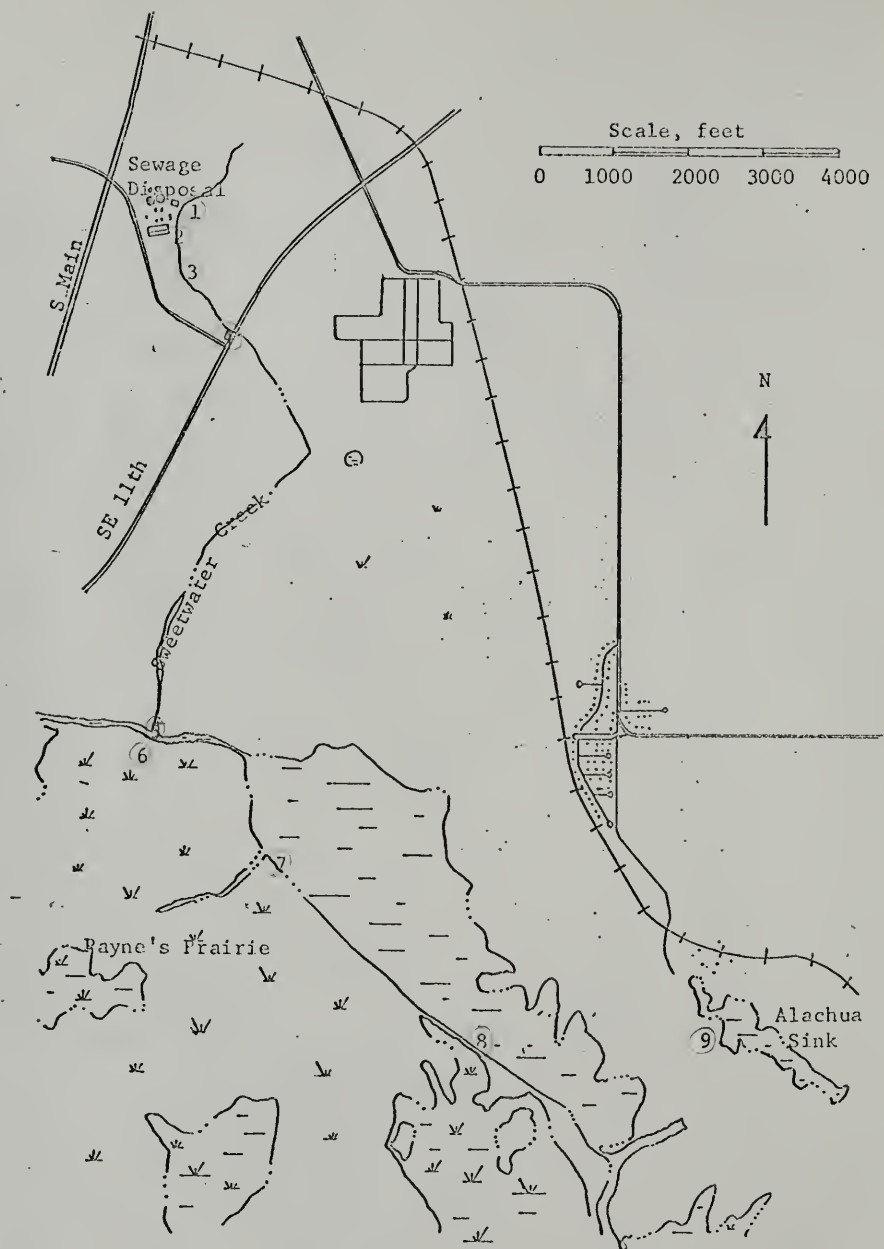 Scale, feet
0 1000 2000 3000 4000
Sewage
Disposal
1
2
3
S Main
N
SE 11th
Sweetwater Creek
6
7
Payne's Prairie
8
9
Alachua
Sink